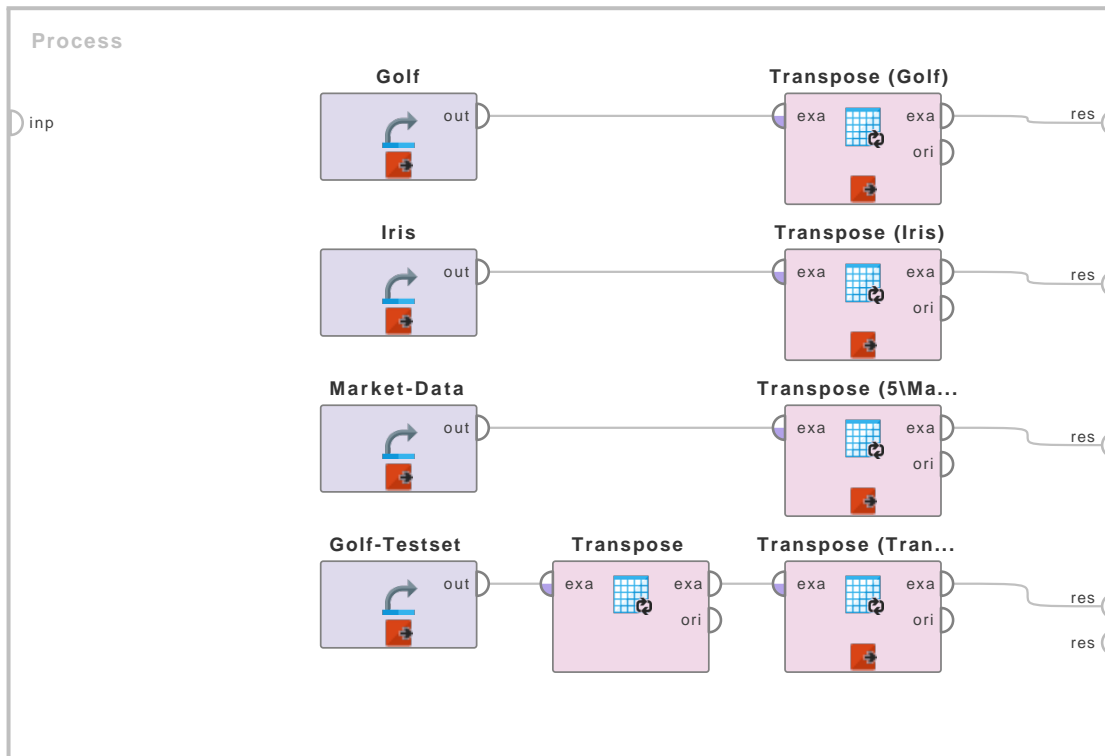 Process
inp
Golf
out
Transpose (Golf)
exa exa
ori
res
Iris
out
Transpose (Iris)
exa exa
ori
res
Market-Data
out
Transpose (5\Ma...
exa exa
ori
res
Golf-Testset
out
Transpose
exa exa
ori
Transpose (Tran...
exa exa
ori
res
res